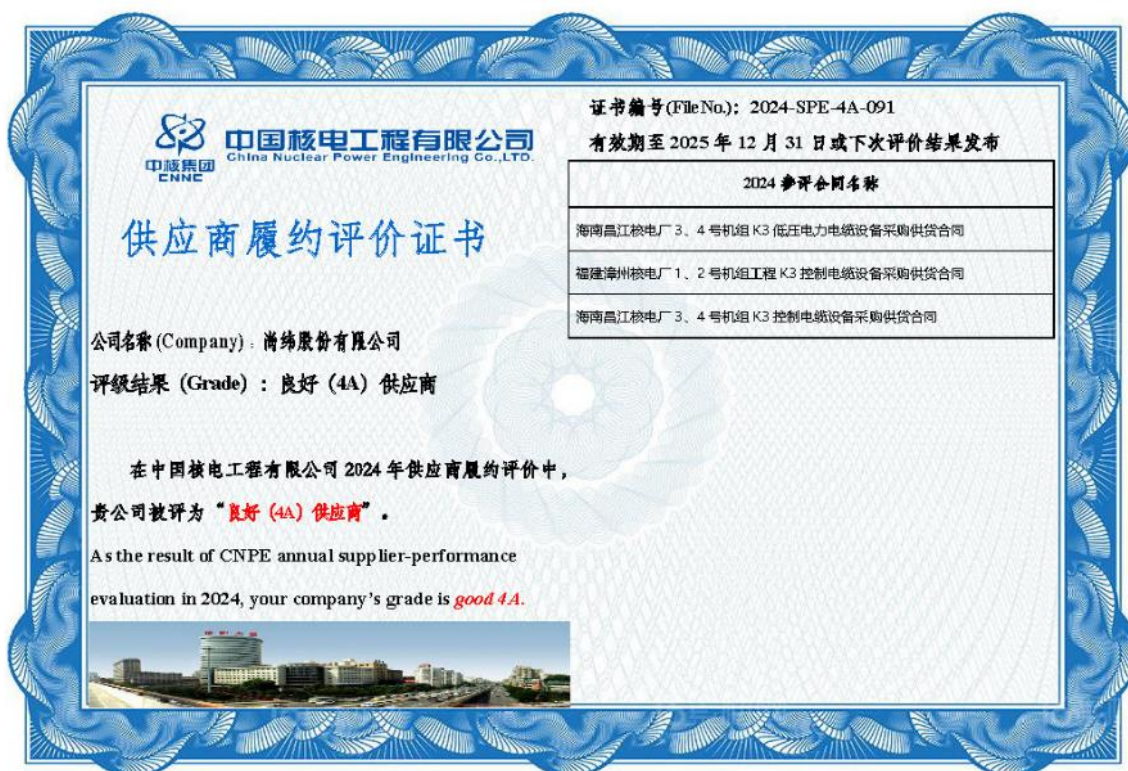 中国核电工程有限公司
China Nuclear Power Engineering Co.,LTD.
中核集团
CNNC
供应商履约评价证书
公司名称 (Company)：尚纬股份有限公司
评级结果（Grade）：良好（4A）供应商
在中国核电工程有限公司 2024 年供应商履约评价中，
贵公司被评为“良好（4A）供应商”。
As the result of CNPE annual supplier-performance
evaluation in 2024, your company's grade is good 4A.
证书编号(File No.)：2024-SPE-4A-091
有效期至 2025 年 12 月 31 日或下次评价结果发布
2024 参评合同名称
海南昌江核电厂 3、4 号机组 K3 低压电力电缆设备采购供货合同
福建漳州核电厂 1、2 号机组工程 K3 控制电缆设备采购供货合同
海南昌江核电厂 3、4 号机组 K3 控制电缆设备采购供货合同